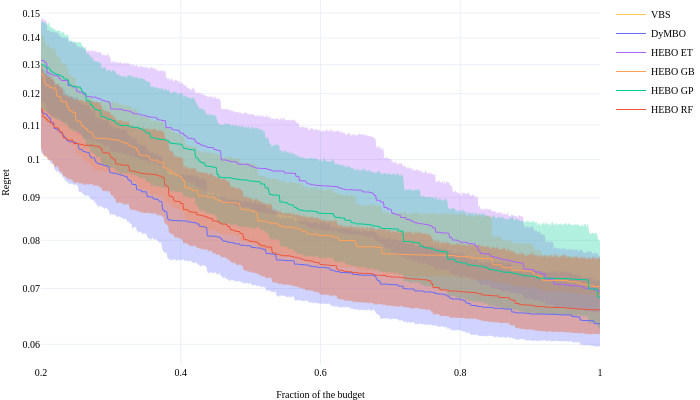 0.15
0.14
0.13
0.12
0.11
0.1
0.09
0.08
0.07
0.06
Regret
0.2
0.4
0.6
0.8
1
Fraction of the budget
VBS
DyMBO
HEBO ET
HEBO GB
HEBO GP
HEBO RF